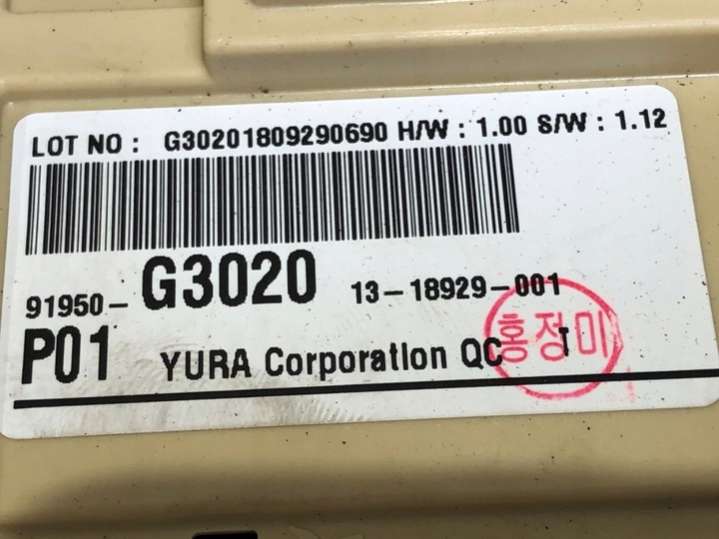 LOT NO : G30201809290690 H/W : 1.00 S/W : 1.12
91950-G3020 13-18929-001
P01 YURA Corporation QC T
홍정미